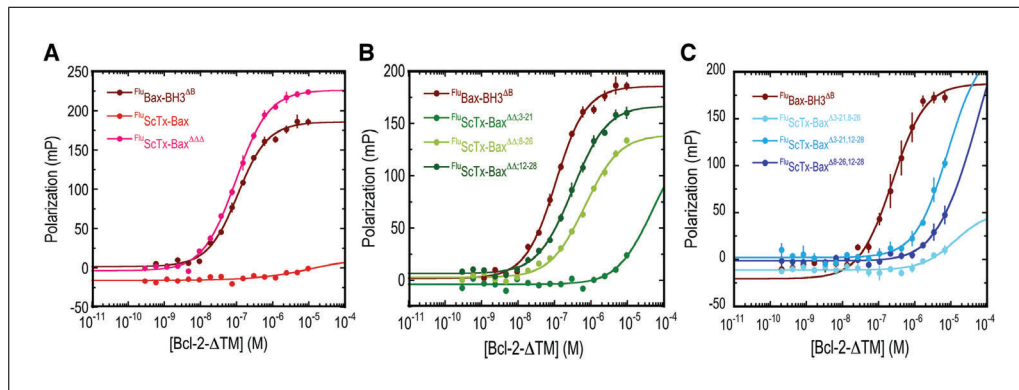 A
Polarization (mP)
250
200
150
100
50
0
-50
FluBax-BH3ΔB
FluScTx-Bax
FluScTx-BaxΔΔΔ
10-11 10-10 10-9 10-8 10-7 10-6 10-5 10-4
[Bcl-2-ΔTM] (M)
B
Polarization (mP)
200
150
100
50
0
FluBax-BH3ΔB
FluScTx-BaxΔΔ;3-21
FluScTx-BaxΔΔ;8-26
FluScTx-BaxΔΔ;12-28
10-11 10-10 10-9 10-8 10-7 10-6 10-5 10-4
[Bcl-2-ΔTM] (M)
C
Polarization (mP)
200
150
100
50
0
-50
FluBax-BH3ΔB
FluScTx-BaxΔ3-21,8-26
FluScTx-BaxΔ3-21,12-28
FluScTx-BaxΔ8-26,12-28
10-11 10-10 10-9 10-8 10-7 10-6 10-5 10-4
[Bcl-2-ΔTM] (M)